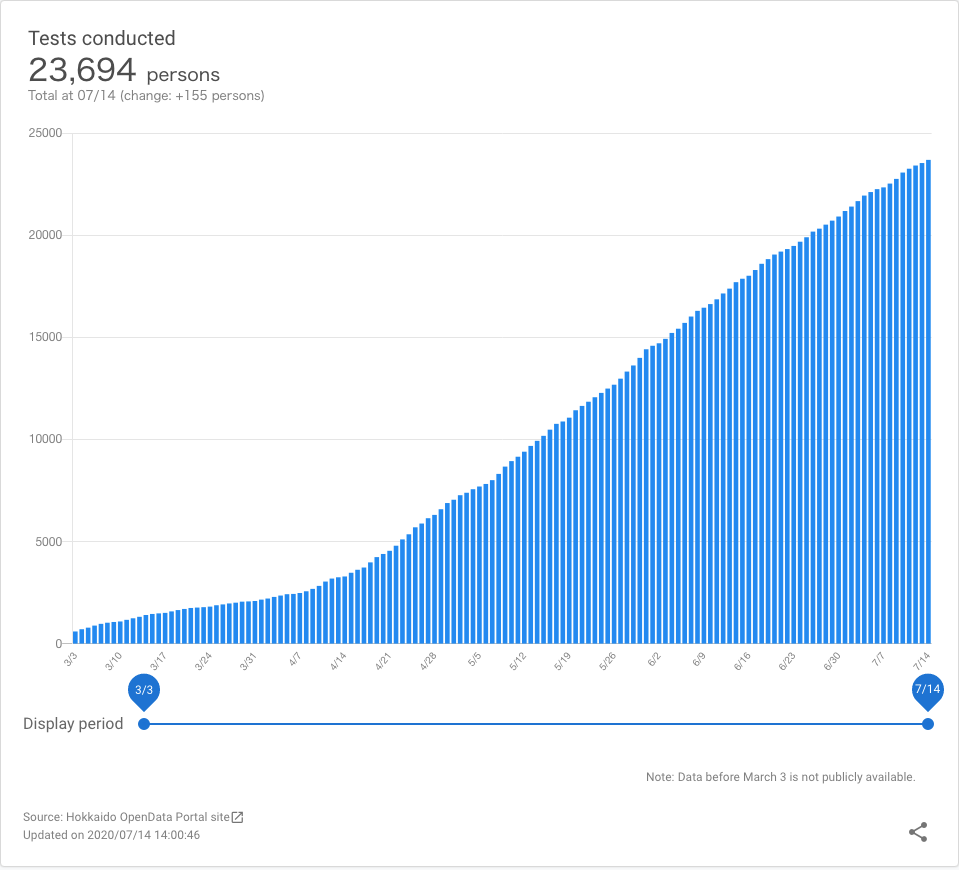 Tests conducted
23,694 persons
Total at 07/14 (change: +155 persons)
25000
20000
15000
10000
5000
0
3/3 3/10 3/17 3/24 3/31 4/7 4/14 4/21 4/28 5/5 5/12 5/19 5/26 6/2 6/9 6/16 6/23 6/30 7/7 7/14
3/3 7/14
Display period
Note: Data before March 3 is not publicly available.
Source: Hokkaido OpenData Portal site
Updated on 2020/07/14 14:00:46